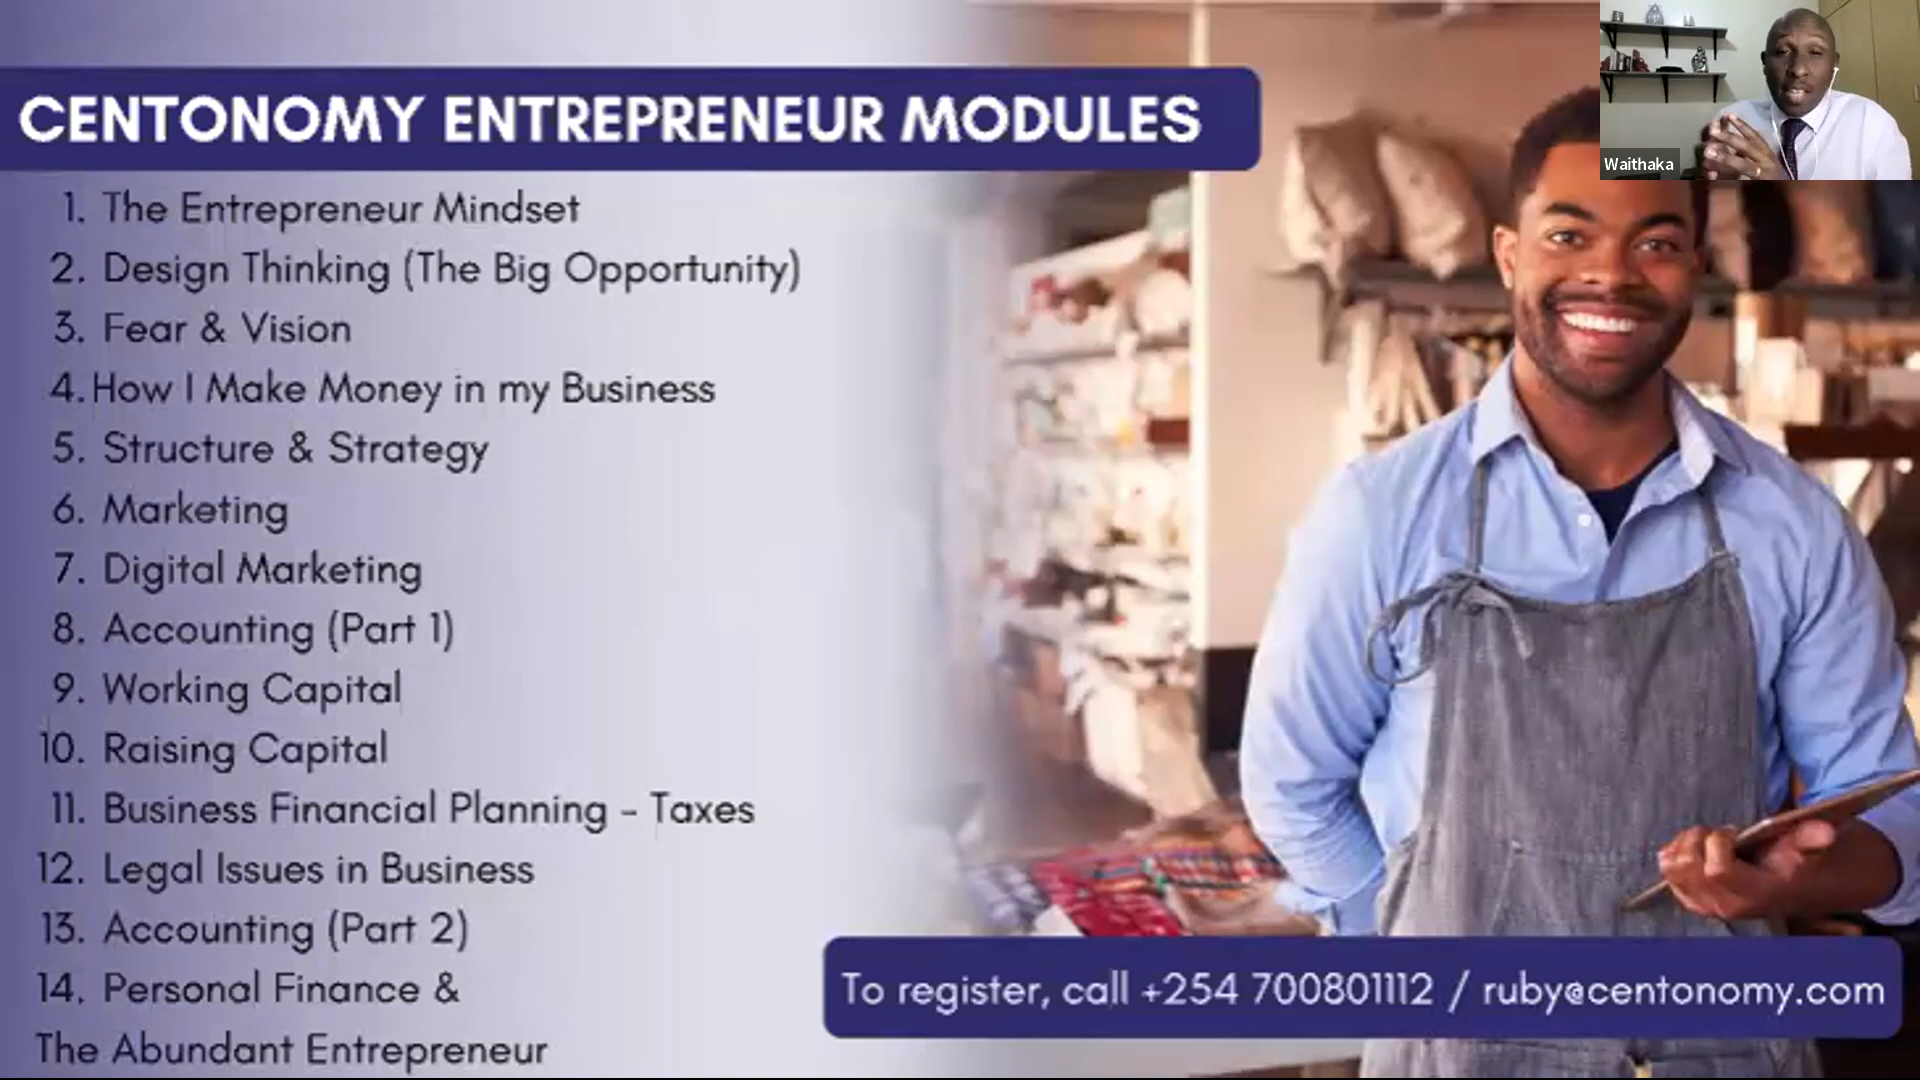 CENTONOMY ENTREPRENEUR MODULES
Waithaka
1. The Entrepreneur Mindset
2. Design Thinking (The Big Opportunity)
3. Fear & Vision
4. How I Make Money in my Business
5. Structure & Strategy
6. Marketing
7. Digital Marketing
8. Accounting (Part 1)
9. Working Capital
10. Raising Capital
11. Business Financial Planning - Taxes
12. Legal Issues in Business
13. Accounting (Part 2)
14. Personal Finance &
The Abundant Entrepreneur
To register, call +254 700801112 / ruby@centonomy.com